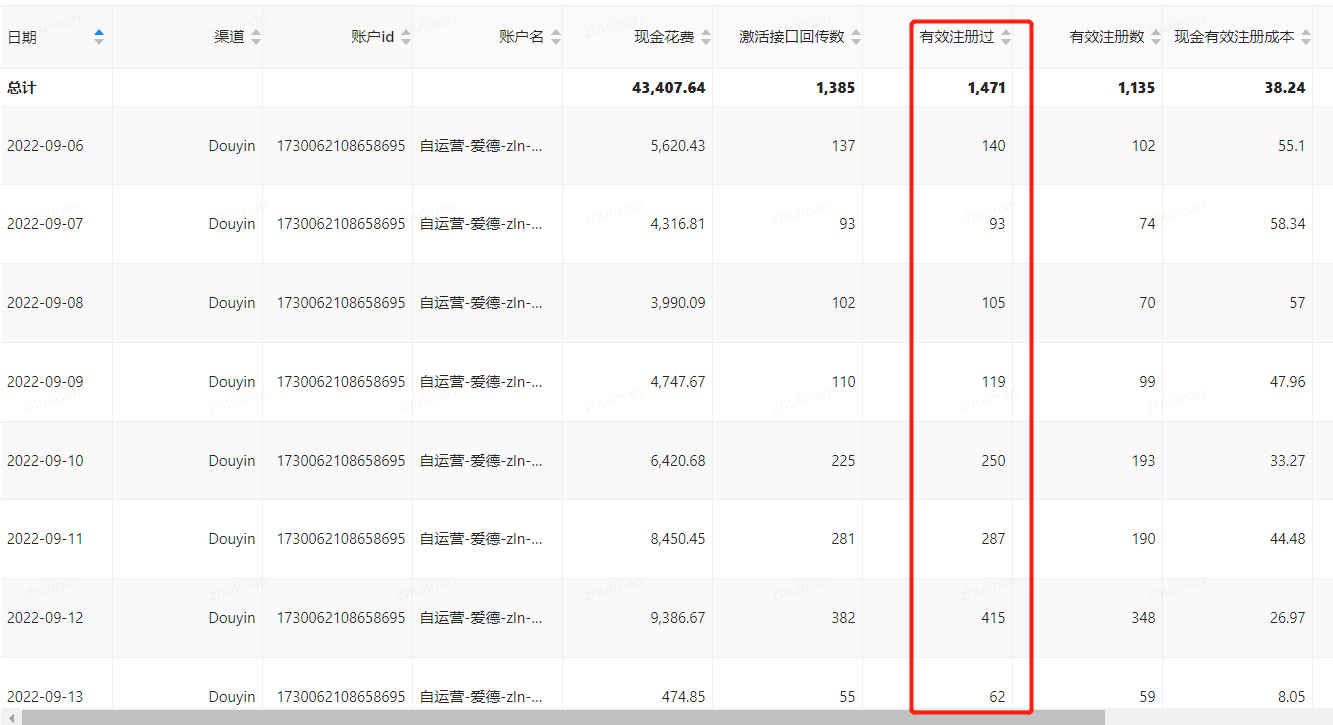 日期 渠道 账户id 账户名 现金花费 激活接口回传数 有效注册过 有效注册数 现金有效注册成本
总计 43,407.64 1,385 1,471 1,135 38.24
2022-09-06 Douyin 1730062108658695 自运营-爱德-zln-... 5,620.43 137 140 102 55.1
2022-09-07 Douyin 1730062108658695 自运营-爱德-zln-... 4,316.81 93 93 74 58.34
2022-09-08 Douyin 1730062108658695 自运营-爱德-zln-... 3,990.09 102 105 70 57
2022-09-09 Douyin 1730062108658695 自运营-爱德-zln-... 4,747.67 110 119 99 47.96
2022-09-10 Douyin 1730062108658695 自运营-爱德-zln-... 6,420.68 225 250 193 33.27
2022-09-11 Douyin 1730062108658695 自运营-爱德-zln-... 8,450.45 281 287 190 44.48
2022-09-12 Douyin 1730062108658695 自运营-爱德-zln-... 9,386.67 382 415 348 26.97
2022-09-13 Douyin 1730062108658695 自运营-爱德-zln-... 474.85 55 62 59 8.05
zhulinan